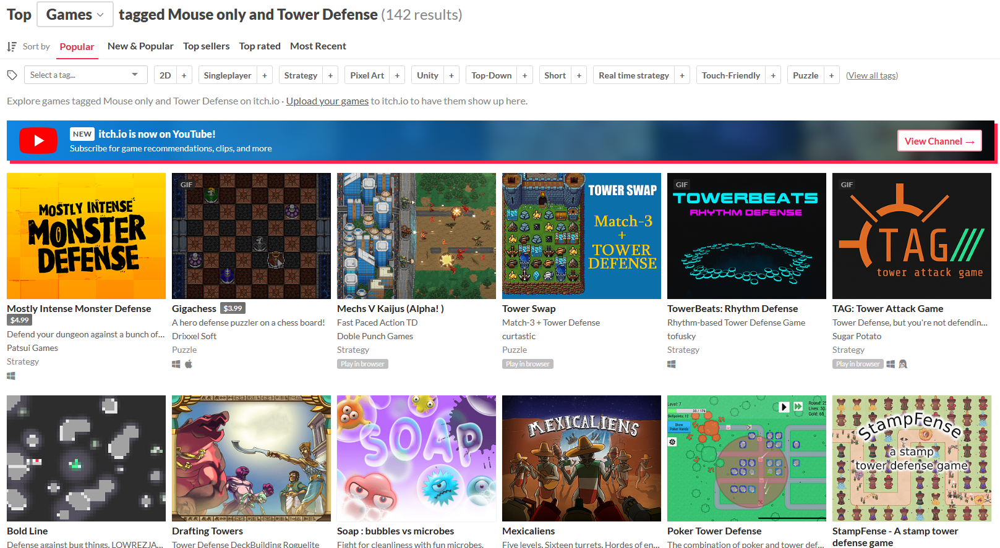 Top Games tagged Mouse only and Tower Defense (142 results)
Sort by Popular New & Popular Top sellers Top rated Most Recent
Select a tag... 2D + Singleplayer + Strategy + Pixel Art + Unity + Top-Down + Short + Real time strategy + Touch-Friendly + Puzzle + (View all tags)
Explore games tagged Mouse only and Tower Defense on itch.io · Upload your games to itch.io to have them show up here.
NEW itch.io is now on YouTube!
Subscribe for game recommendations, clips, and more
View Channel →
MOSTLY INTENSE
MONSTER
DEFENSE
Mostly Intense Monster Defense
$4.99
Defend your dungeon against a bunch of...
Patsui Games
Strategy
GIF
Gigachess $3.99
A hero defense puzzler on a chess board!
Drixxel Soft
Puzzle
Mechs V Kaijus (Alpha! )
Fast Paced Action TD
Doble Punch Games
Strategy
Play in browser
TOWER SWAP
Match-3
+
TOWER
DEFENSE
Tower Swap
Match-3 + Tower Defense
curtastic
Puzzle
Play in browser
GIF
TOWERBEATS
RHYTHM DEFENSE
TowerBeats: Rhythm Defense
Rhythm-based Tower Defense Game
tofusky
Strategy
GIF
TAG
tower attack game
TAG: Tower Attack Game
Tower Defense, but you're not defendin...
Sugar Potato
Strategy
Play in browser
Bold Line
Defense against bug things. LOWREZJA...
Drafting Towers
Tower Defense DeckBuilding Roguelite
SOAP
Soap : bubbles vs microbes
Fight for cleanliness with fun microbes.
MEXICALIENS
Mexicaliens
Five levels. Sixteen turrets. Hordes of en...
Level: 7
35 / 176
Skillpoints: 12
Show
Poker Hands
Round: 25
Lives: 50
Gold: 68
Poker Tower Defense
The combination of poker and tower def...
StampFense
a stamp
tower defense game
StampFense - A stamp tower
defense game